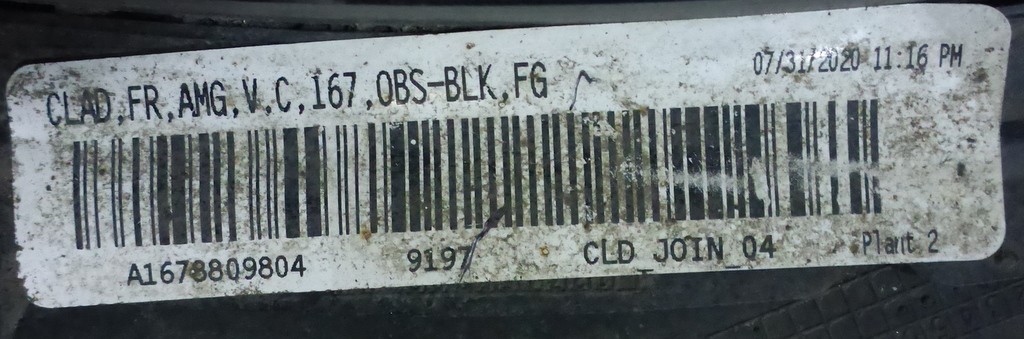 CLAD,FR,AMG,V,C,167,OBS-BLK,FG
07/31/2020 11:16 PM
A1678809804 9197 CLD_JOIN_04 Plant 2